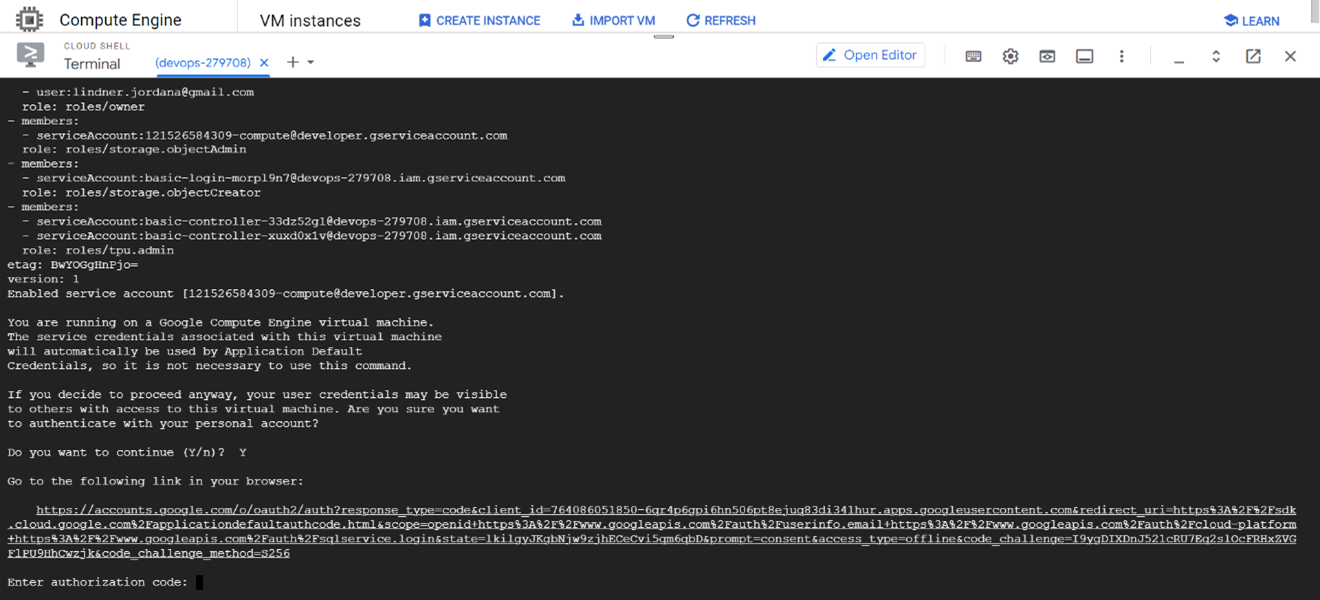 Compute Engine
VM instances
CREATE INSTANCE
IMPORT VM
REFRESH
LEARN
CLOUD SHELL
Terminal
(devops-279708)
Open Editor
- user:lindner.jordana@gmail.com
role: roles/owner
- members:
- serviceAccount:121526584309-compute@developer.gserviceaccount.com
role: roles/storage.objectAdmin
- members:
- serviceAccount:basic-login-morpl9n7@devops-279708.iam.gserviceaccount.com
role: roles/storage.objectCreator
- members:
- serviceAccount:basic-controller-33dz52g1@devops-279708.iam.gserviceaccount.com
- serviceAccount:basic-controller-xuxd0x1v@devops-279708.iam.gserviceaccount.com
role: roles/tpu.admin
etag: BwYOGgHnPjo=
version: 1
Enabled service account [121526584309-compute@developer.gserviceaccount.com].
You are running on a Google Compute Engine virtual machine.
The service credentials associated with this virtual machine
will automatically be used by Application Default
Credentials, so it is not necessary to use this command.
If you decide to proceed anyway, your user credentials may be visible
to others with access to this virtual machine. Are you sure you want
to authenticate with your personal account?
Do you want to continue (Y/n)? Y
Go to the following link in your browser:
https://accounts.google.com/o/oauth2/auth?response_type=code&client_id=764086051850-6qr4p6gpi6hn506pt8ejuq83di341hur.apps.googleusercontent.com&redirect_uri=https%3A%2F%2Fsdk
.cloud.google.com%2Fapplicationdefaultauthcode.html&scope=openid+https%3A%2F%2Fwww.googleapis.com%2Fauth%2Fuserinfo.email+https%3A%2F%2Fwww.googleapis.com%2Fauth%2Fcloud-platform
+https%3A%2F%2Fwww.googleapis.com%2Fauth%2Fsqlservice.login&state=lkilgyJKgbNjw9zjhECeCvi5qm6qbD&prompt=consent&access_type=offline&code_challenge=I9ygDIXDnJ521cRU7Eq2slOcFRHxZVG
FlPU9HhCwzjk&code_challenge_method=S256
Enter authorization code: